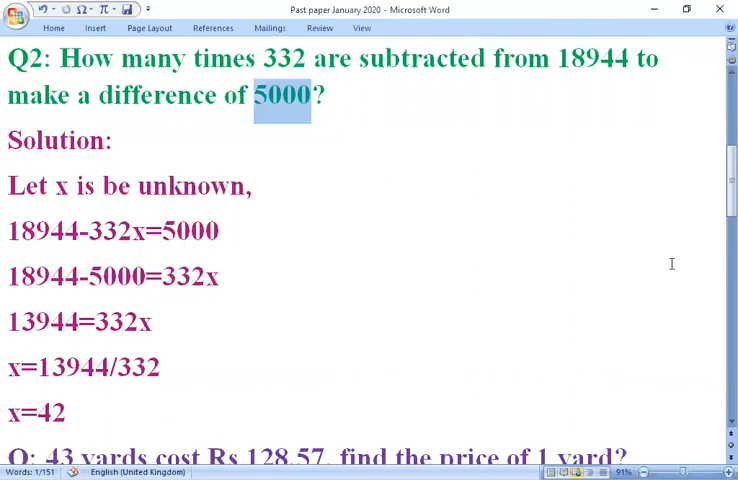 Past paper January 2020 - Microsoft Word
Home Insert Page Layout References Mailings Review View
Q2: How many times 332 are subtracted from 18944 to
make a difference of 5000?
Solution:
Let x is be unknown,
18944-332x=5000
18944-5000=332x
13944=332x
x=13944/332
x=42
Q: 43 yards cost Rs 128.57, find the price of 1 yard?
Words: 1/151 English (United Kingdom) 91%